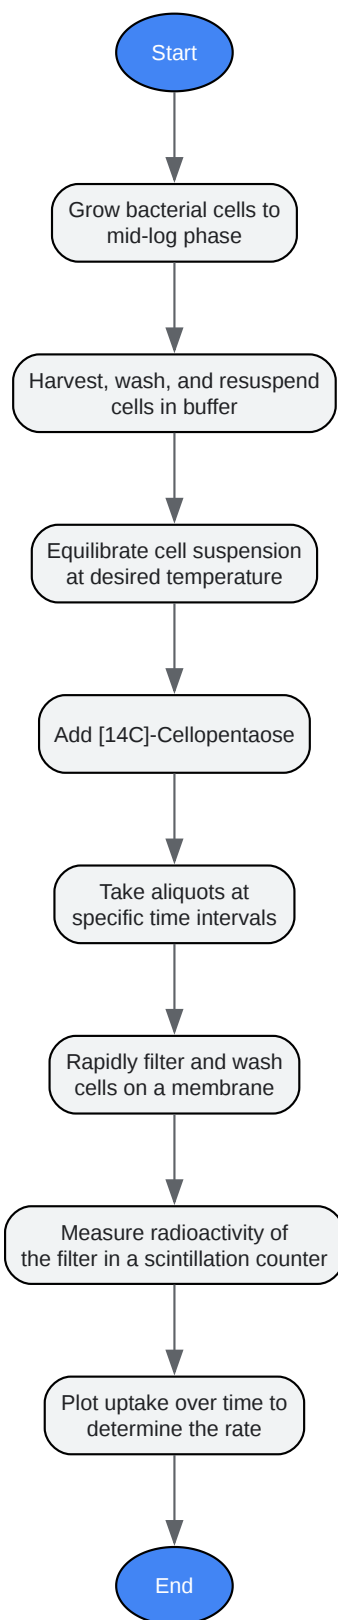 Start
Grow bacterial cells to
mid-log phase
Harvest, wash, and resuspend
cells in buffer
Equilibrate cell suspension
at desired temperature
Add [14C]-Cellopentaose
Take aliquots at
specific time intervals
Rapidly filter and wash
cells on a membrane
Measure radioactivity of
the filter in a scintillation counter
Plot uptake over time to
determine the rate
End